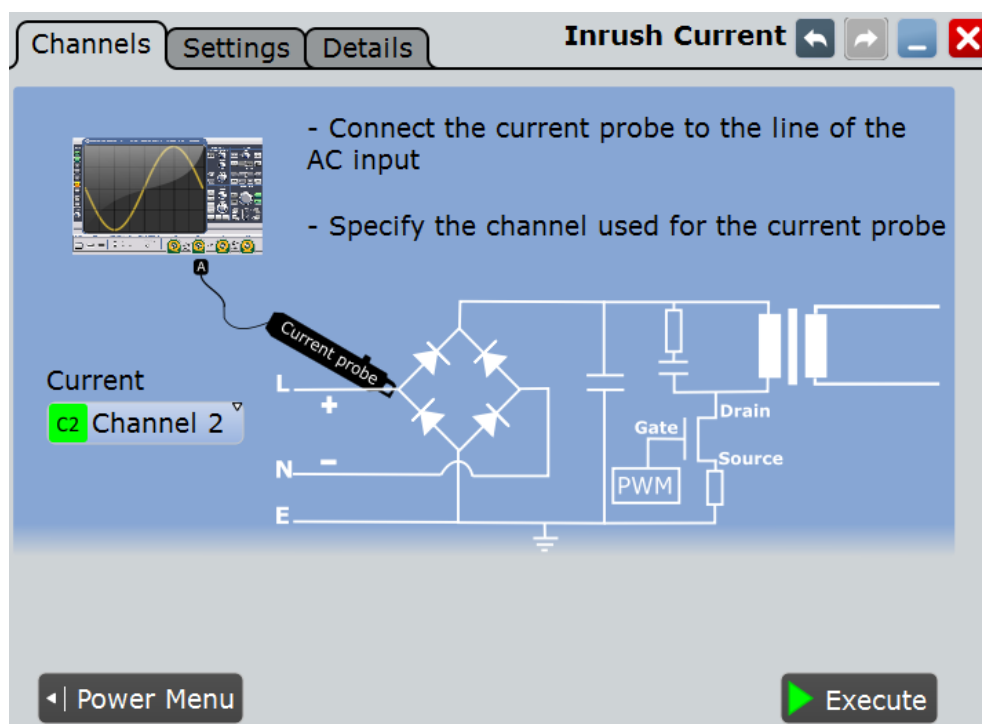 Channels
Settings
Details
Inrush Current
- Connect the current probe to the line of the
AC input
- Specify the channel used for the current probe
A
Current probe
Current
C2 Channel 2
L
+
N
-
E
Gate
Drain
Source
PWM
Power Menu
Execute